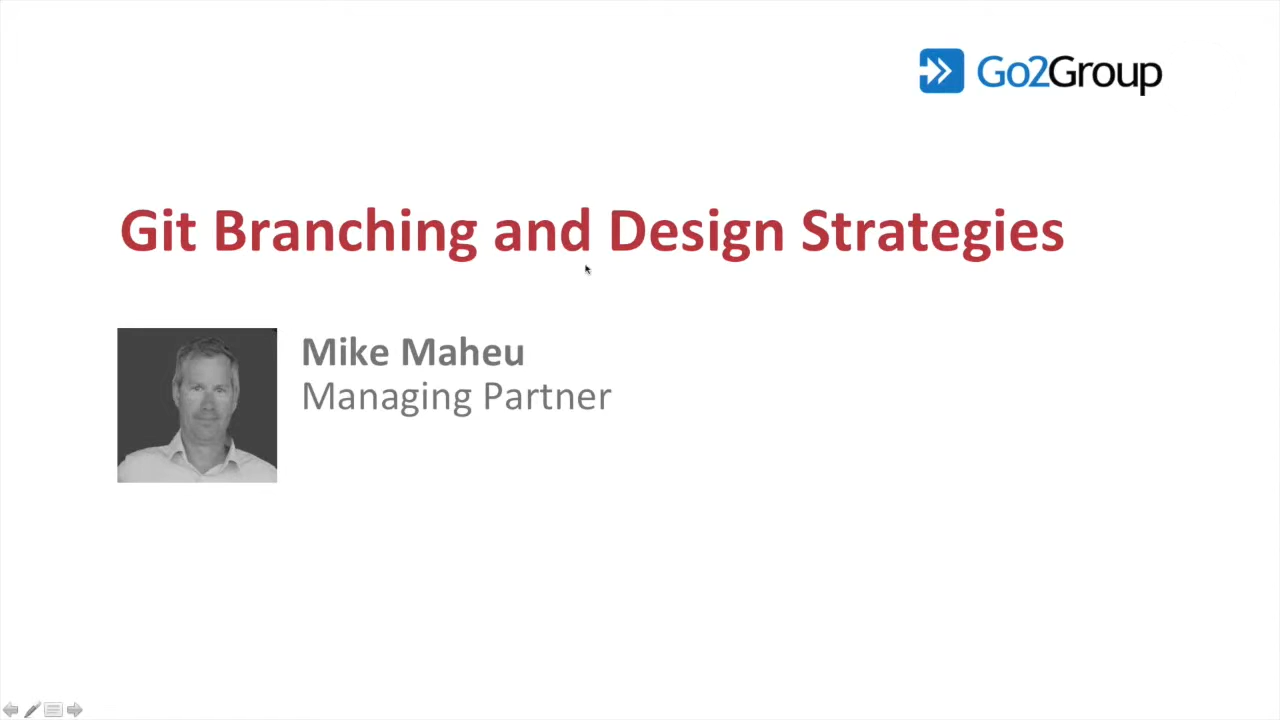 Go2Group
Git Branching and Design Strategies
Mike Maheu
Managing Partner